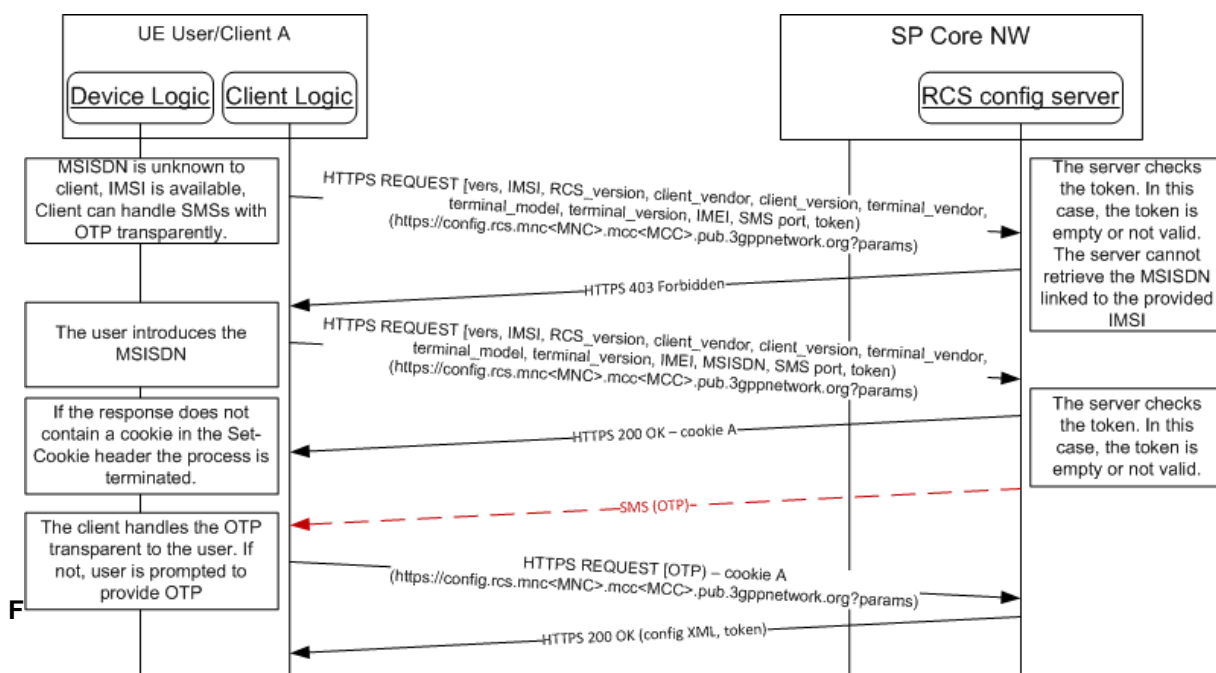 UE User/Client A
SP Core NW
Device Logic
Client Logic
RCS config server
MSISDN is unknown to
client, IMSI is available,
Client can handle SMSs with
OTP transparently.
HTTPS REQUEST [vers, IMSI, RCS_version, client_vendor, client_version, terminal_vendor,
terminal_model, terminal_version, IMEI, SMS port, token)
(https://config.rcs.mnc<MNC>.mcc<MCC>.pub.3gppnetwork.org?params)
The server checks
the token. In this
case, the token is
empty or not valid.
The server cannot
retrieve the MSISDN
linked to the provided
IMSI
HTTPS 403 Forbidden
The user introduces the
MSISDN
HTTPS REQUEST [vers, IMSI, RCS_version, client_vendor, client_version, terminal_vendor,
terminal_model, terminal_version, IMEI, MSISDN, SMS port, token)
(https://config.rcs.mnc<MNC>.mcc<MCC>.pub.3gppnetwork.org?params)
If the response does not
contain a cookie in the Set-
Cookie header the process is
terminated.
HTTPS 200 OK – cookie A
The server checks
the token. In this
case, the token is
empty or not valid.
SMS (OTP)
The client handles the OTP
transparent to the user. If
not, user is prompted to
provide OTP
HTTPS REQUEST [OTP) – cookie A
(https://config.rcs.mnc<MNC>.mcc<MCC>.pub.3gppnetwork.org?params)
F
HTTPS 200 OK (config XML, token)